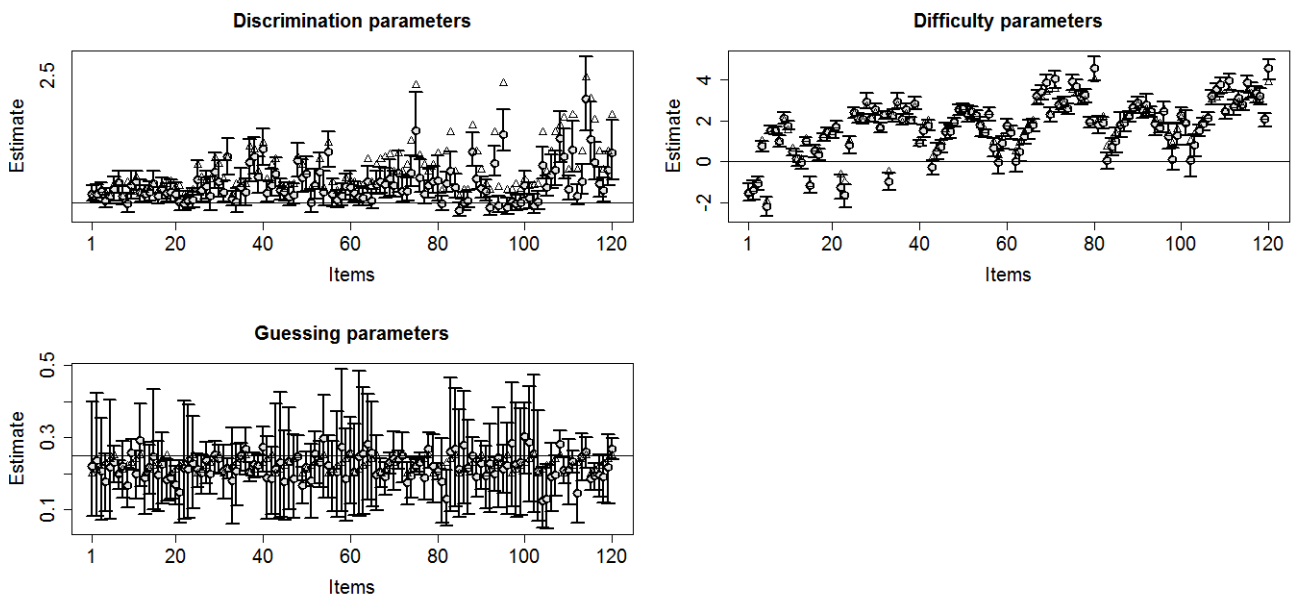 Discrimination parameters
2.5
Estimate
1 20 40 60 80 100 120
Items
Difficulty parameters
4
2
0
-2
Estimate
1 20 40 60 80 100 120
Items
Guessing parameters
0.5
0.3
0.1
Estimate
1 20 40 60 80 100 120
Items